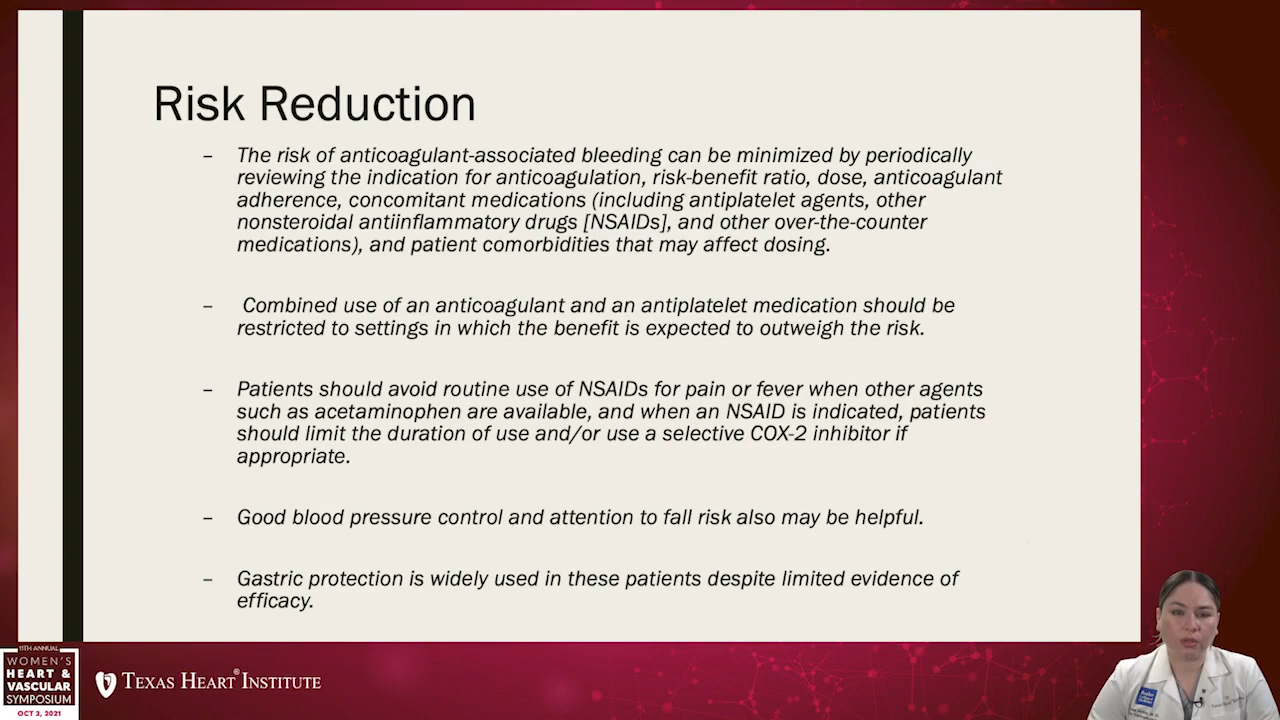 Risk Reduction
– The risk of anticoagulant-associated bleeding can be minimized by periodically
reviewing the indication for anticoagulation, risk-benefit ratio, dose, anticoagulant
adherence, concomitant medications (including antiplatelet agents, other
nonsteroidal antiinflammatory drugs [NSAIDs], and other over-the-counter
medications), and patient comorbidities that may affect dosing.
– Combined use of an anticoagulant and an antiplatelet medication should be
restricted to settings in which the benefit is expected to outweigh the risk.
– Patients should avoid routine use of NSAIDs for pain or fever when other agents
such as acetaminophen are available, and when an NSAID is indicated, patients
should limit the duration of use and/or use a selective COX-2 inhibitor if
appropriate.
– Good blood pressure control and attention to fall risk also may be helpful.
– Gastric protection is widely used in these patients despite limited evidence of
efficacy.
11TH ANNUAL
WOMEN'S
HEART &
VASCULAR
SYMPOSIUM
OCT 2, 2021
TEXAS HEART® INSTITUTE